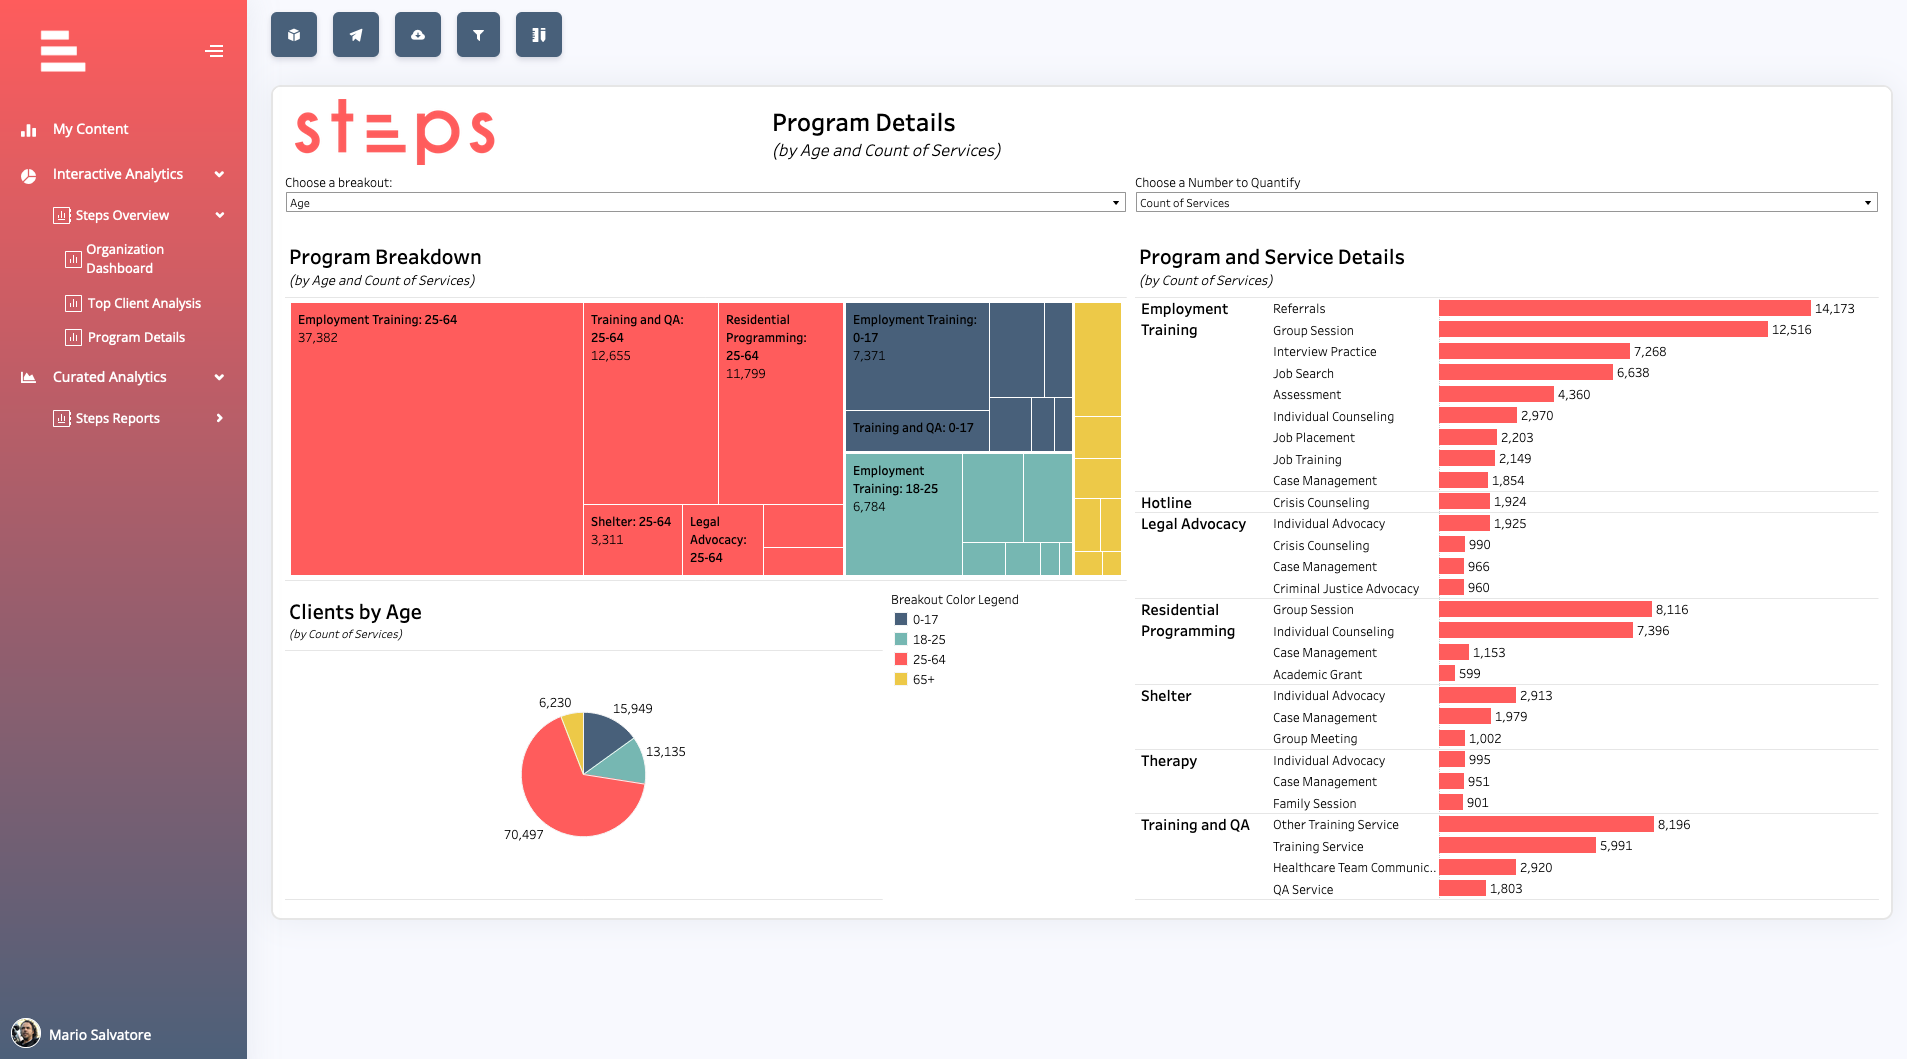 My Content
Interactive Analytics
Steps Overview
Organization
Dashboard
Top Client Analysis
Program Details
Curated Analytics
Steps Reports
Mario Salvatore
steps
Program Details
(by Age and Count of Services)
Choose a breakout:
Age
Choose a Number to Quantify
Count of Services
Program Breakdown
(by Age and Count of Services)
Employment Training: 25-64
37,382
Training and QA:
25-64
12,655
Residential
Programming:
25-64
11,799
Shelter: 25-64
3,311
Legal
Advocacy:
25-64
Employment Training:
0-17
7,371
Training and QA: 0-17
Employment
Training: 18-25
6,784
Clients by Age
(by Count of Services)
6,230
15,949
13,135
70,497
Breakout Color Legend
0-17
18-25
25-64
65+
Program and Service Details
(by Count of Services)
Employment
Training
Referrals 14,173
Group Session 12,516
Interview Practice 7,268
Job Search 6,638
Assessment 4,360
Individual Counseling 2,970
Job Placement 2,203
Job Training 2,149
Case Management 1,854
Hotline Crisis Counseling 1,924
Legal Advocacy Individual Advocacy 1,925
Crisis Counseling 990
Case Management 966
Criminal Justice Advocacy 960
Residential
Programming
Group Session 8,116
Individual Counseling 7,396
Case Management 1,153
Academic Grant 599
Shelter Individual Advocacy 2,913
Case Management 1,979
Group Meeting 1,002
Therapy Individual Advocacy 995
Case Management 951
Family Session 901
Training and QA Other Training Service 8,196
Training Service 5,991
Healthcare Team Communic.. 2,920
QA Service 1,803